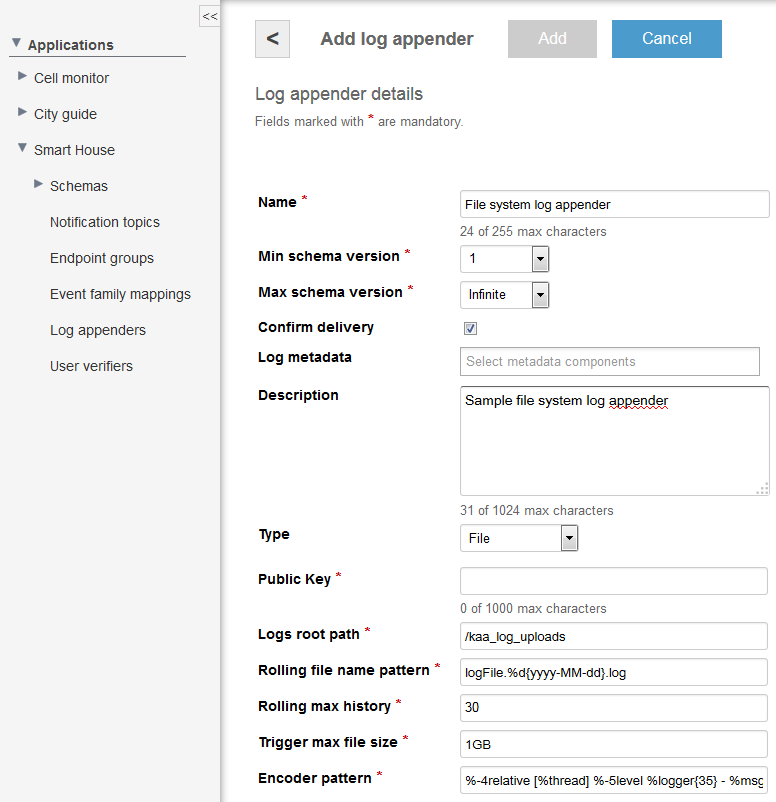 <<
Applications
Cell monitor
City guide
Smart House
Schemas
Notification topics
Endpoint groups
Event family mappings
Log appenders
User verifiers
< Add log appender Add Cancel
Log appender details
Fields marked with * are mandatory.
Name * File system log appender
24 of 255 max characters
Min schema version * 1
Max schema version * Infinite
Confirm delivery
Log metadata Select metadata components
Description Sample file system log appender
31 of 1024 max characters
Type File
Public Key *
0 of 1000 max characters
Logs root path * /kaa_log_uploads
Rolling file name pattern * logFile.%d{yyyy-MM-dd}.log
Rolling max history * 30
Trigger max file size * 1GB
Encoder pattern * %-4relative [%thread] %-5level %logger{35} - %msg